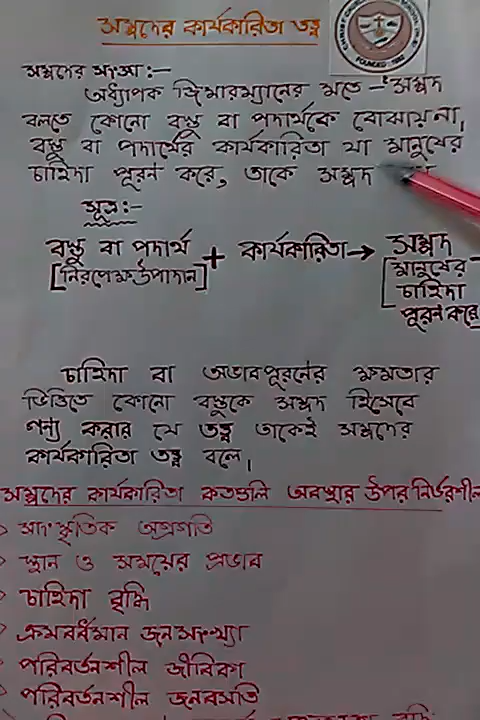 সম্পদের কার্যকারিতা তত্ত্ব
সম্পদের সংজ্ঞা :-
অধ্যাপক জিমারম্যানের মতে - 'সম্পদ
বলতে কোনো বস্তু বা পদার্থকে বোঝায় না,
বস্তু বা পদার্থের কার্যকারিতা যা মানুষের
চাহিদা পূরণ করে, তাকে সম্পদ
সূত্র :-
বস্তু বা পদার্থ + কার্যকারিতা → সম্পদ
[নিরপেক্ষ উপাদান]
[মানুষের
চাহিদা
পূরণ করে
চাহিদা বা অভাবপূরণের ক্ষমতার
ভিত্তিতে কোনো বস্তুকে সম্পদ হিসেবে
গণ্য করার যে তত্ত্ব তাকেই সম্পদের
কার্যকারিতা তত্ত্ব বলে।
সম্পদের কার্যকারিতা কতগুলি অবস্থার উপর নির্ভরশীল
> সাংস্কৃতিক অগ্রগতি
> স্থান ও সময়ের প্রভাব
> চাহিদা বৃদ্ধি
> ক্রমবর্ধমান জনসংখ্যা
> পরিবর্তনশীল জীবিকা
> পরিবর্তনশীল জনবসতি